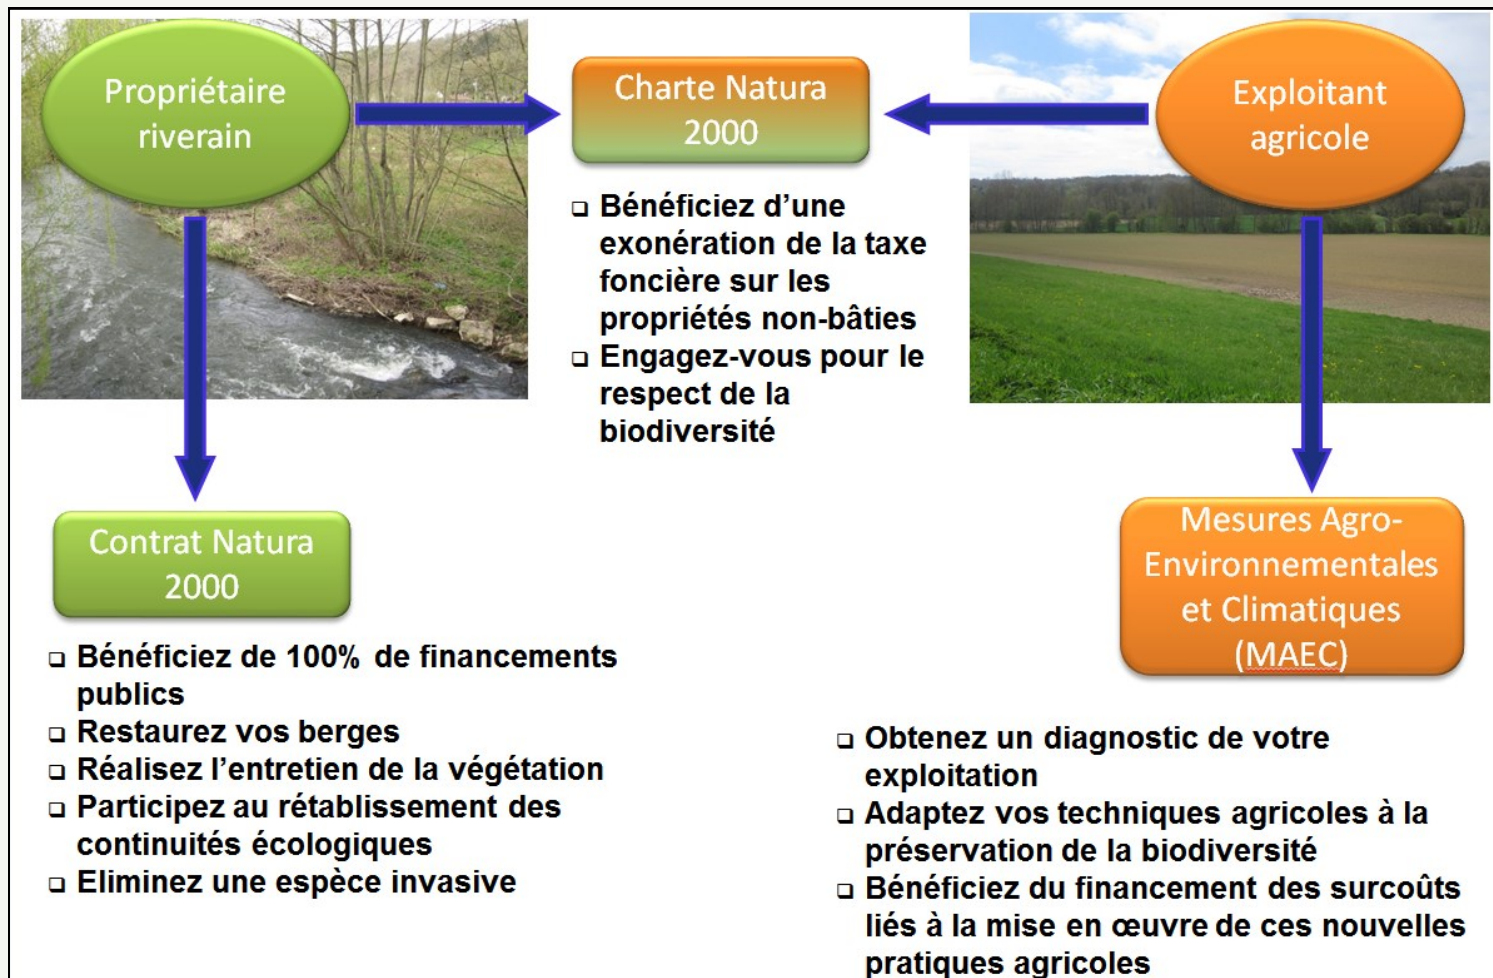 Propriétaire
riverain
Charte Natura
2000
Exploitant
agricole
❑ Bénéficiez d’une
exonération de la taxe
foncière sur les
propriétés non-bâties
❑ Engagez-vous pour le
respect de la
biodiversité
Contrat Natura
2000
❑ Bénéficiez de 100% de financements
publics
❑ Restaurez vos berges
❑ Réalisez l’entretien de la végétation
❑ Participez au rétablissement des
continuités écologiques
❑ Eliminez une espèce invasive
Mesures Agro-
Environnementales
et Climatiques
(MAEC)
❑ Obtenez un diagnostic de votre
exploitation
❑ Adaptez vos techniques agricoles à la
préservation de la biodiversité
❑ Bénéficiez du financement des surcoûts
liés à la mise en œuvre de ces nouvelles
pratiques agricoles